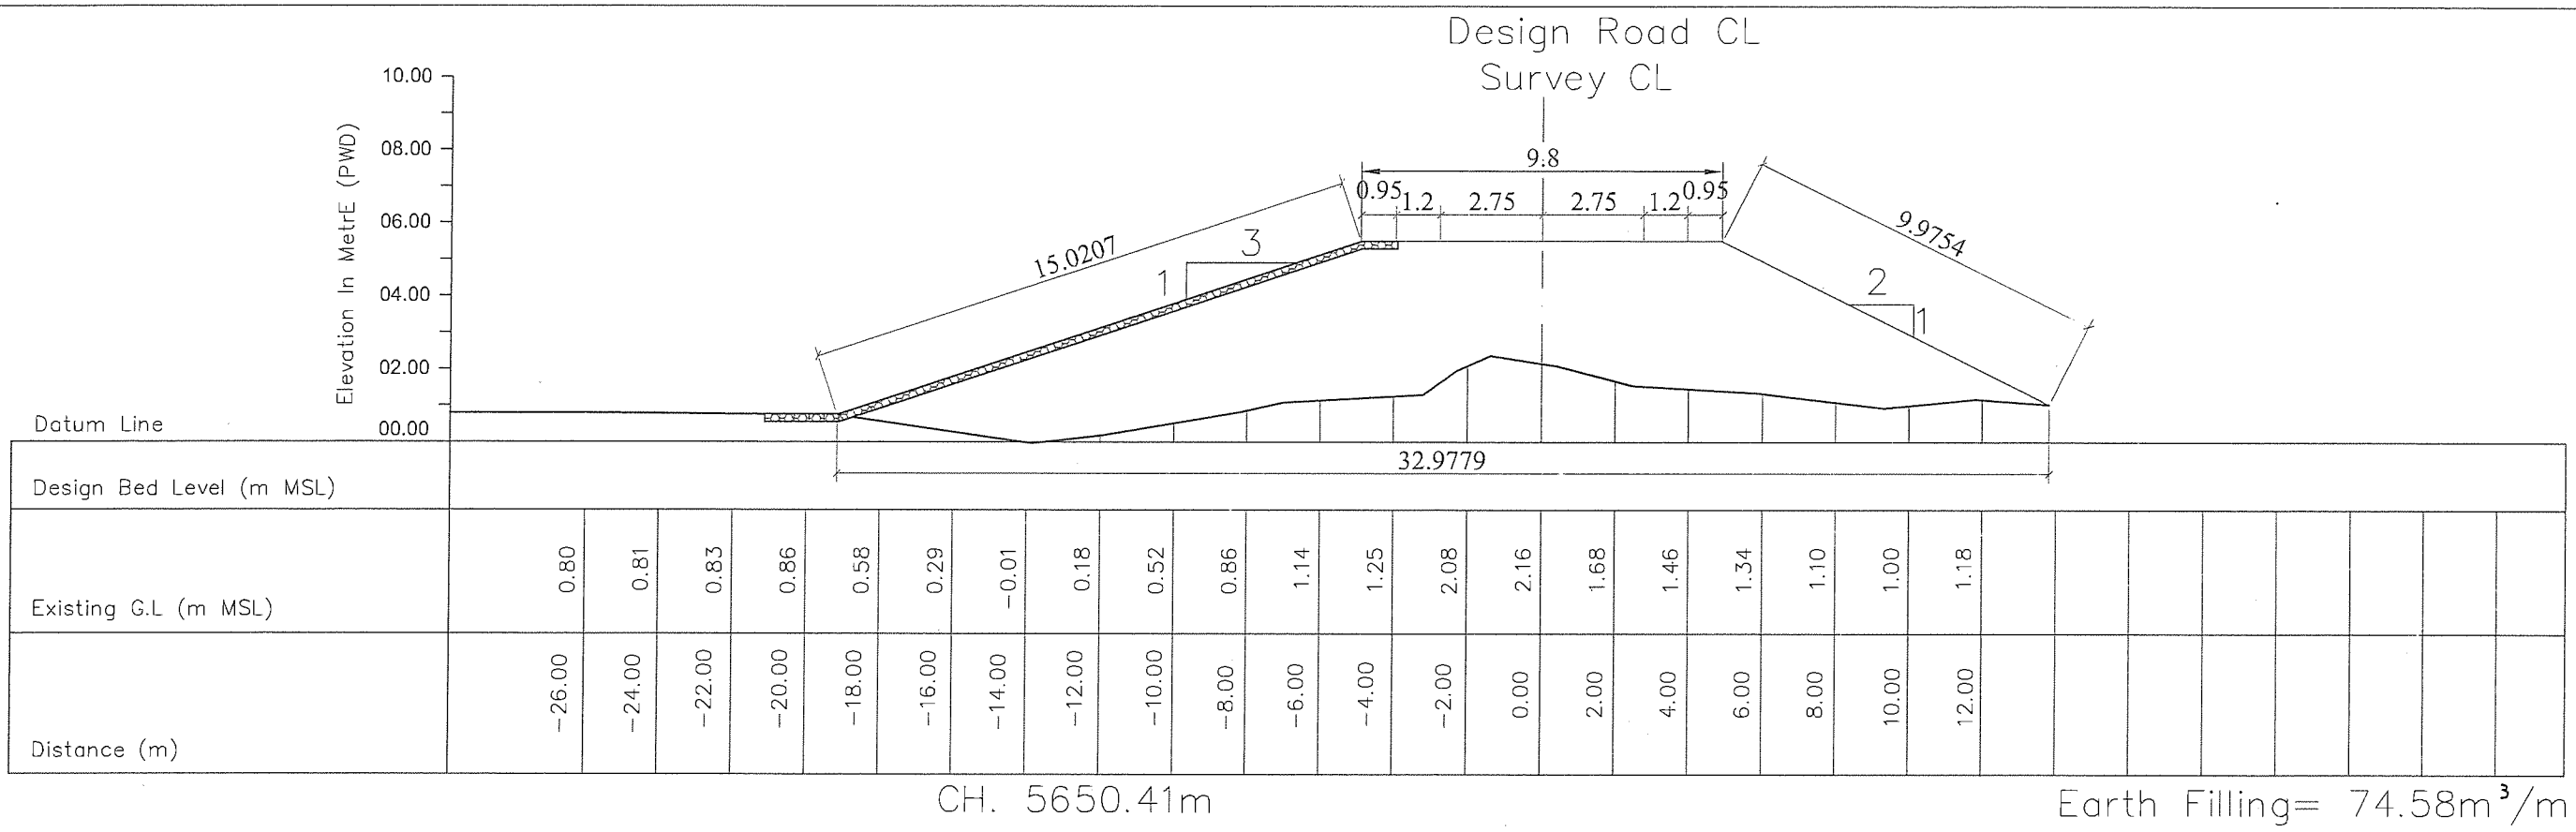 Design Road CL
Survey CL
10.00
08.00
06.00
04.00
02.00
00.00
Elevation In MetrE (PWD)
9.8
0.95 1.2 2.75 2.75 1.2 0.95
15.0207
3
1
9.9754
2
1
Datum Line
32.9779
Design Bed Level (m MSL)
Existing G.L (m MSL) 0.80 0.81 0.83 0.86 0.58 0.29 -0.01 0.18 0.52 0.86 1.14 1.25 2.08 2.16 1.68 1.46 1.34 1.10 1.00 1.18
Distance (m) -26.00 -24.00 -22.00 -20.00 -18.00 -16.00 -14.00 -12.00 -10.00 -8.00 -6.00 -4.00 -2.00 0.00 2.00 4.00 6.00 8.00 10.00 12.00
CH. 5650.41m
Earth Filling= 74.58m³/m